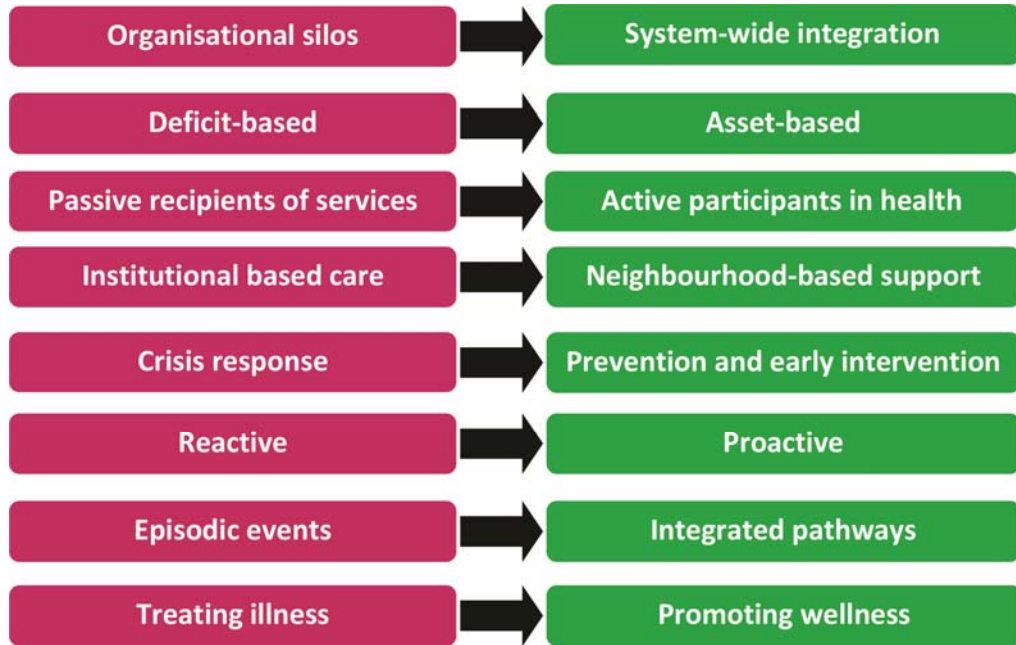 Organisational silos
System-wide integration
Deficit-based
Asset-based
Passive recipients of services
Active participants in health
Institutional based care
Neighbourhood-based support
Crisis response
Prevention and early intervention
Reactive
Proactive
Episodic events
Integrated pathways
Treating illness
Promoting wellness